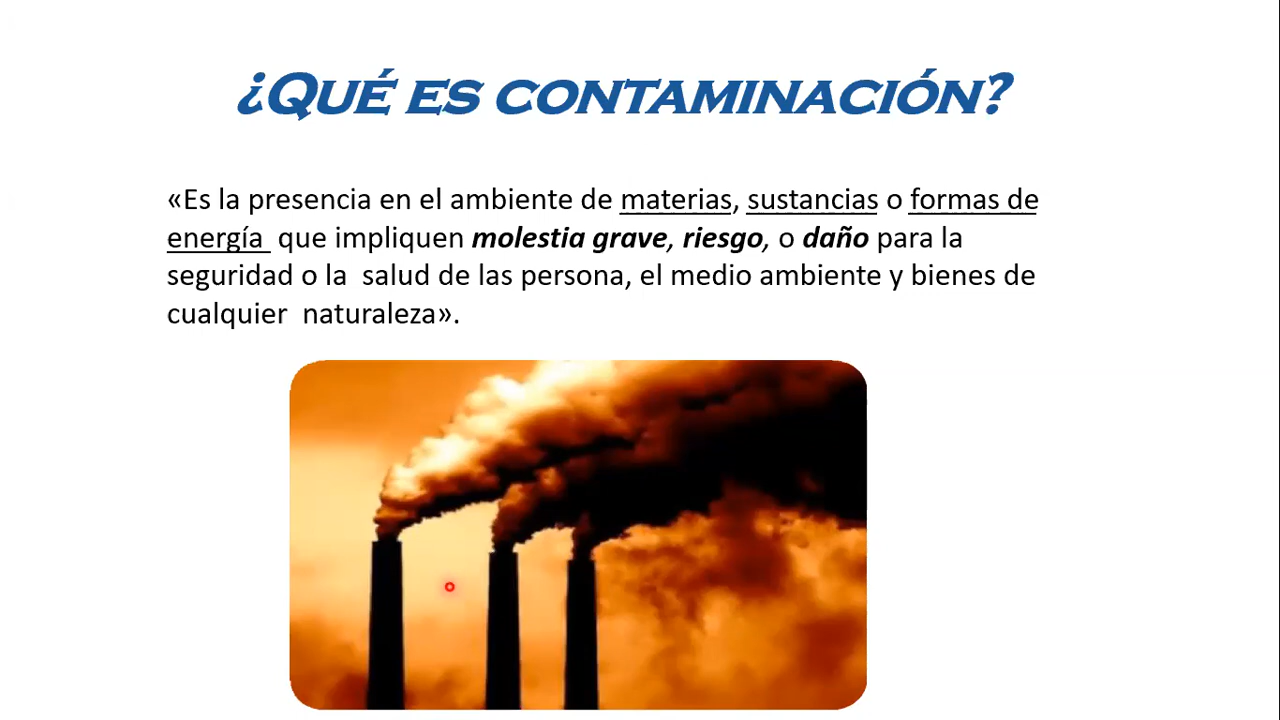 ¿Qué es contaminación?
«Es la presencia en el ambiente de materias, sustancias o formas de
energía que impliquen molestia grave, riesgo, o daño para la
seguridad o la salud de las persona, el medio ambiente y bienes de
cualquier naturaleza».